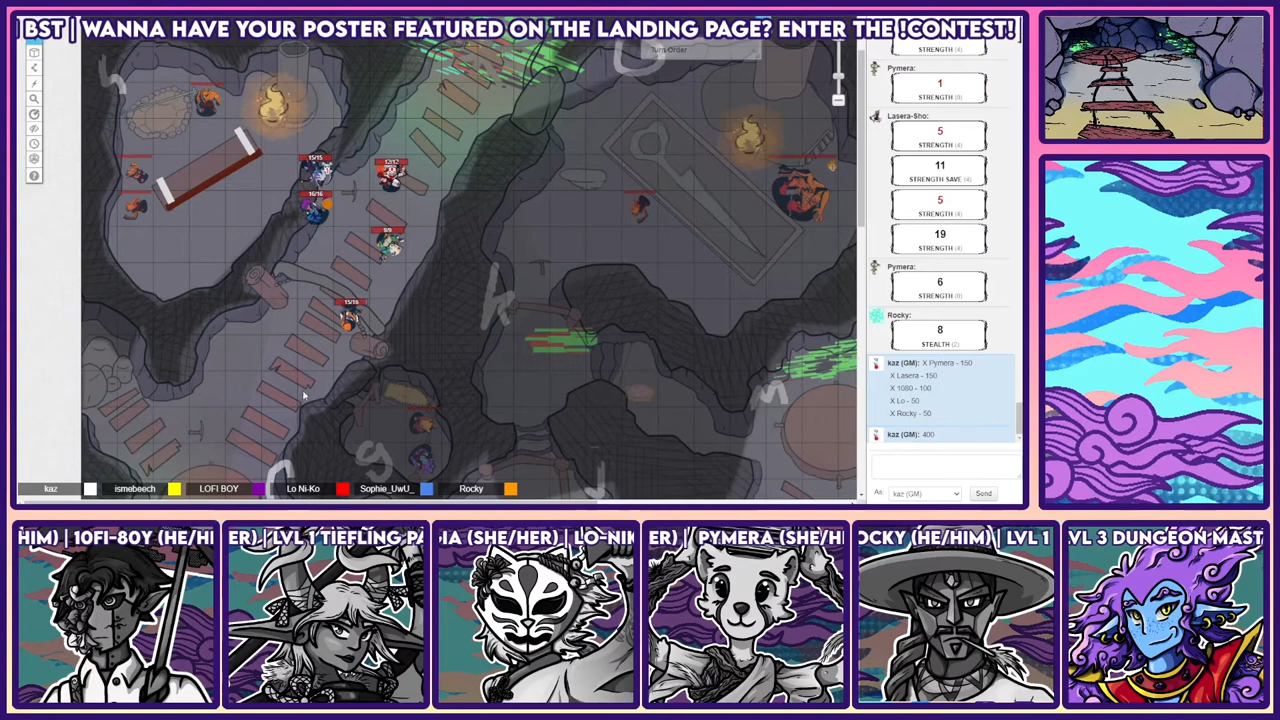 BST | WANNA HAVE YOUR POSTER FEATURED ON THE LANDING PAGE? ENTER THE !CONTEST!
Turn Order
STRENGTH (4)
Pymera:
1
STRENGTH (0)
Lasera-Sho:
5
STRENGTH (4)
11
STRENGTH SAVE (4)
5
STRENGTH (4)
19
STRENGTH (4)
Pymera:
6
STRENGTH (0)
Rocky:
8
STEALTH (2)
kaz (GM): X Pymera - 150
X Lasera - 150
X 1080 - 100
X Lo - 50
X Rocky - 50
kaz (GM): 400
As: kaz (GM) Send
15/15
12/12
16/16
9/9
15/16
h
k
m
g
kaz
ismebeech
LOFI BOY
Lo Ni-Ko
Sophie_UwU_
Rocky
HIM) | 10FI-80Y (HE/HI
ER) | LVL 1 TIEFLING PA
IA (SHE/HER) | LO-NIK
ER) | PYMERA (SHE/H
OCKY (HE/HIM) | LVL 1
VL 3 DUNGEON MAST